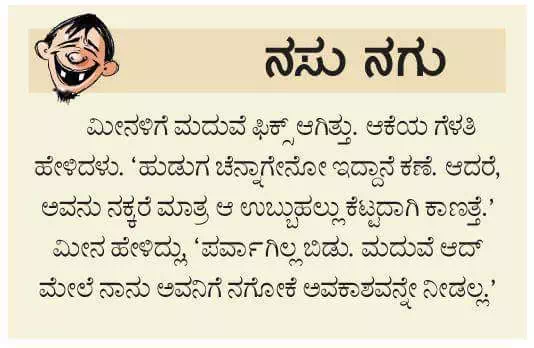 ನಸು ನಗು
ಮೀನಳಿಗೆ ಮದುವೆ ಫಿಕ್ಸ್ ಆಗಿತ್ತು. ಆಕೆಯ ಗೆಳತಿ
ಹೇಳಿದಳು. ‘ಹುಡುಗ ಚೆನ್ನಾಗೇನೋ ಇದ್ದಾನೆ ಕಣೆ. ಆದರೆ,
ಅವನು ನಕ್ಕರೆ ಮಾತ್ರ ಆ ಉಬ್ಬುಹಲ್ಲು ಕೆಟ್ಟದಾಗಿ ಕಾಣತ್ತೆ.’
ಮೀನ ಹೇಳಿದ್ಲು, ‘ಪರ್ವಾಗಿಲ್ಲ ಬಿಡು. ಮದುವೆ ಆದ್
ಮೇಲೆ ನಾನು ಅವನಿಗೆ ನಗೋಕೆ ಅವಕಾಶವನ್ನೇ ನೀಡಲ್ಲ.’